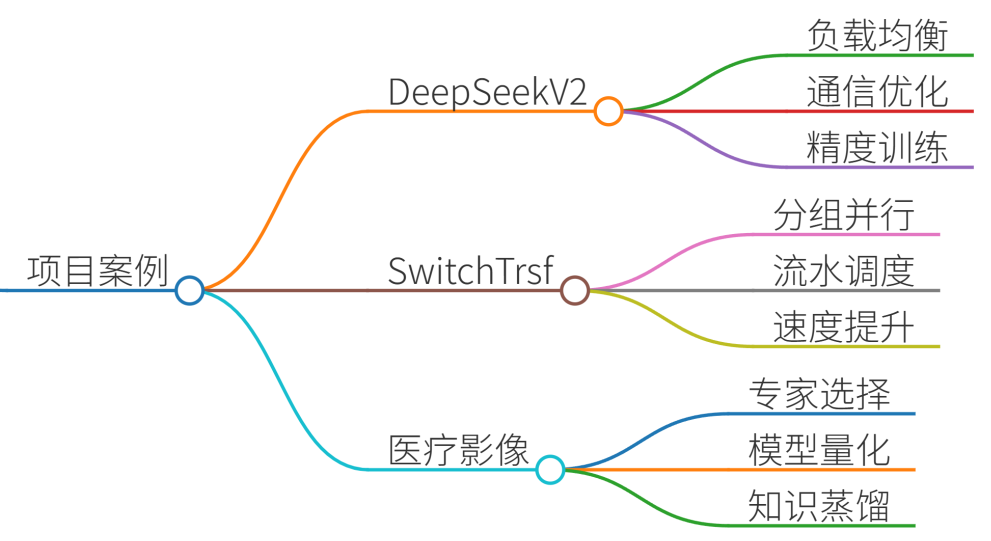 项目案例
DeepSeekV2
负载均衡
通信优化
精度训练
SwitchTrsf
分组并行
流水调度
速度提升
医疗影像
专家选择
模型量化
知识蒸馏